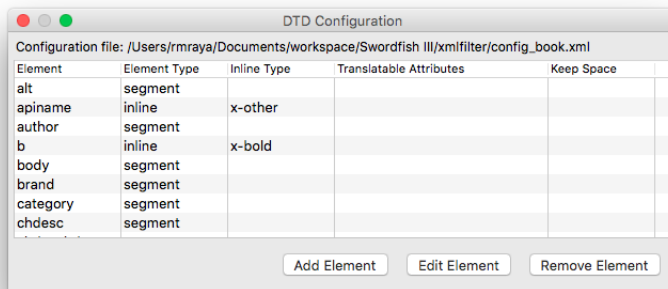 DTD Configuration
Configuration file: /Users/rmraya/Documents/workspace/Swordfish III/xmlfilter/config_book.xml
Element Element Type Inline Type Translatable Attributes Keep Space
alt segment
apiname inline x-other
author segment
b inline x-bold
body segment
brand segment
category segment
chdesc segment
Add Element Edit Element Remove Element